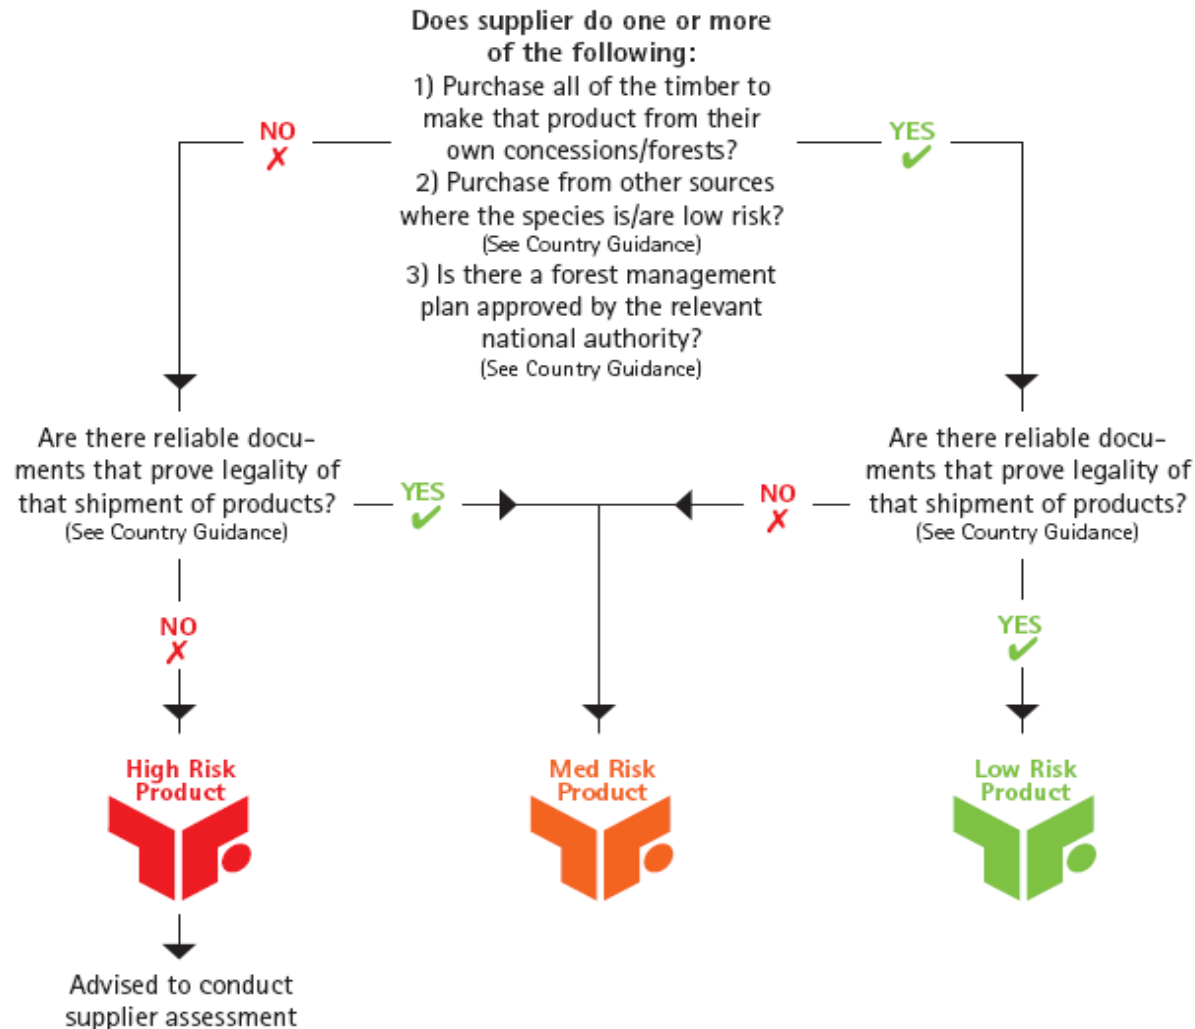 Does supplier do one or more
of the following:
1) Purchase all of the timber to
make that product from their
own concessions/forests?
2) Purchase from other sources
where the species is/are low risk?
(See Country Guidance)
3) Is there a forest management
plan approved by the relevant
national authority?
(See Country Guidance)
NO
YES
Are there reliable docu-
ments that prove legality of
that shipment of products?
(See Country Guidance)
YES
NO
Are there reliable docu-
ments that prove legality of
that shipment of products?
(See Country Guidance)
NO
YES
High Risk
Product
Med Risk
Product
Low Risk
Product
Advised to conduct
supplier assessment